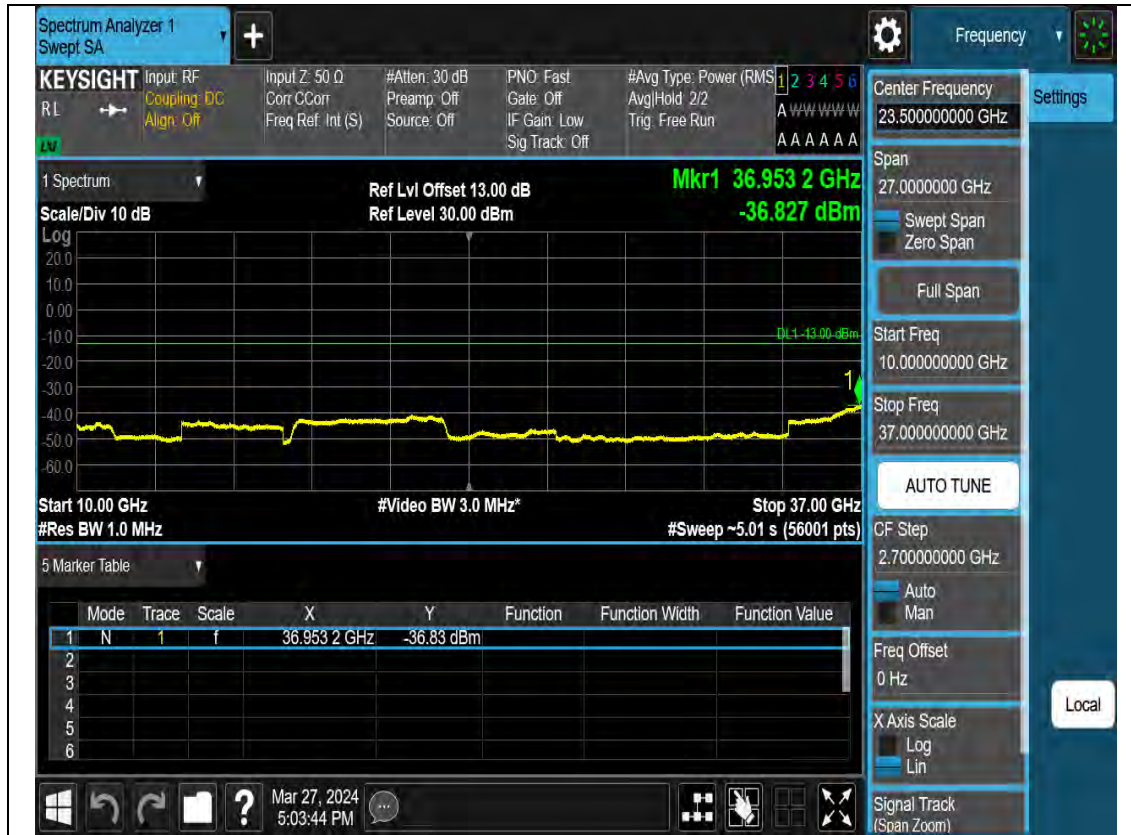 Spectrum Analyzer 1
Swept SA
+
Frequency
KEYSIGHT
RL
LXI
Input: RF
Coupling: DC
Align: Off
Input Z: 50 Ω
Corr CCorr
Freq Ref: Int (S)
#Atten: 30 dB
Preamp: Off
Source: Off
PNO: Fast
Gate: Off
IF Gain: Low
Sig Track: Off
#Avg Type: Power (RMS
Avg|Hold: 2/2
Trig: Free Run
1 2 3 4 5 6
A W W W W W
A A A A A A
1 Spectrum
Scale/Div 10 dB
Ref Lvl Offset 13.00 dB
Ref Level 30.00 dBm
Mkr1 36.953 2 GHz
-36.827 dBm
Log
20.0
10.0
0.00
-10.0
-20.0
-30.0
-40.0
-50.0
-60.0
DL1 -13.00 dBm
1
Start 10.00 GHz
#Video BW 3.0 MHz*
Stop 37.00 GHz
#Res BW 1.0 MHz
#Sweep ~5.01 s (56001 pts)
5 Marker Table
Mode Trace Scale X Y Function Function Width Function Value
1 N 1 f 36.953 2 GHz -36.83 dBm
2
3
4
5
6
Mar 27, 2024
5:03:44 PM
?
Center Frequency
23.500000000 GHz
Settings
Span
27.0000000 GHz
Swept Span
Zero Span
Full Span
Start Freq
10.000000000 GHz
Stop Freq
37.000000000 GHz
AUTO TUNE
CF Step
2.700000000 GHz
Auto
Man
Freq Offset
0 Hz
X Axis Scale
Log
Lin
Signal Track
(Span Zoom)
Local